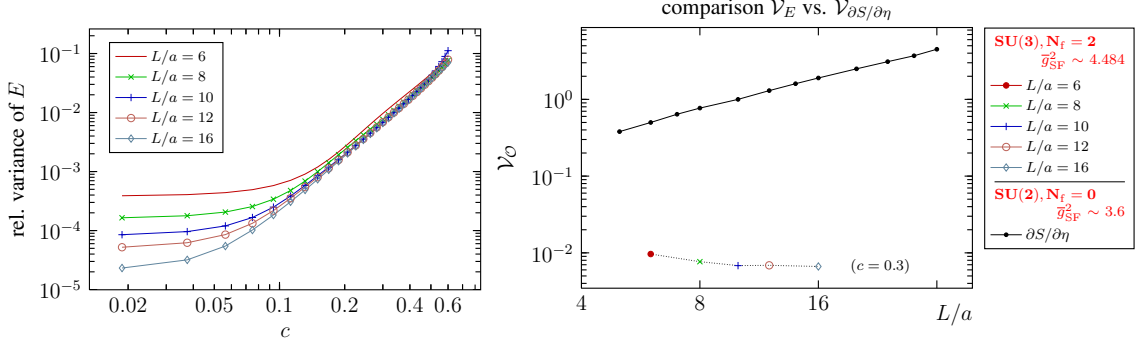 rel. variance of E
10⁻¹
10⁻²
10⁻³
10⁻⁴
10⁻⁵
L/a = 6
L/a = 8
L/a = 10
L/a = 12
L/a = 16
0.02
0.06
0.1
0.2
0.4
0.6
c
comparison 𝒱_E vs. 𝒱_{∂S/∂η}
𝒱_𝒪
10⁰
10⁻¹
10⁻²
(c = 0.3)
4
8
16
L/a
SU(3), N_f = 2
g̅²_SF ∼ 4.484
L/a = 6
L/a = 8
L/a = 10
L/a = 12
L/a = 16
SU(2), N_f = 0
g̅²_SF ∼ 3.6
∂S/∂η